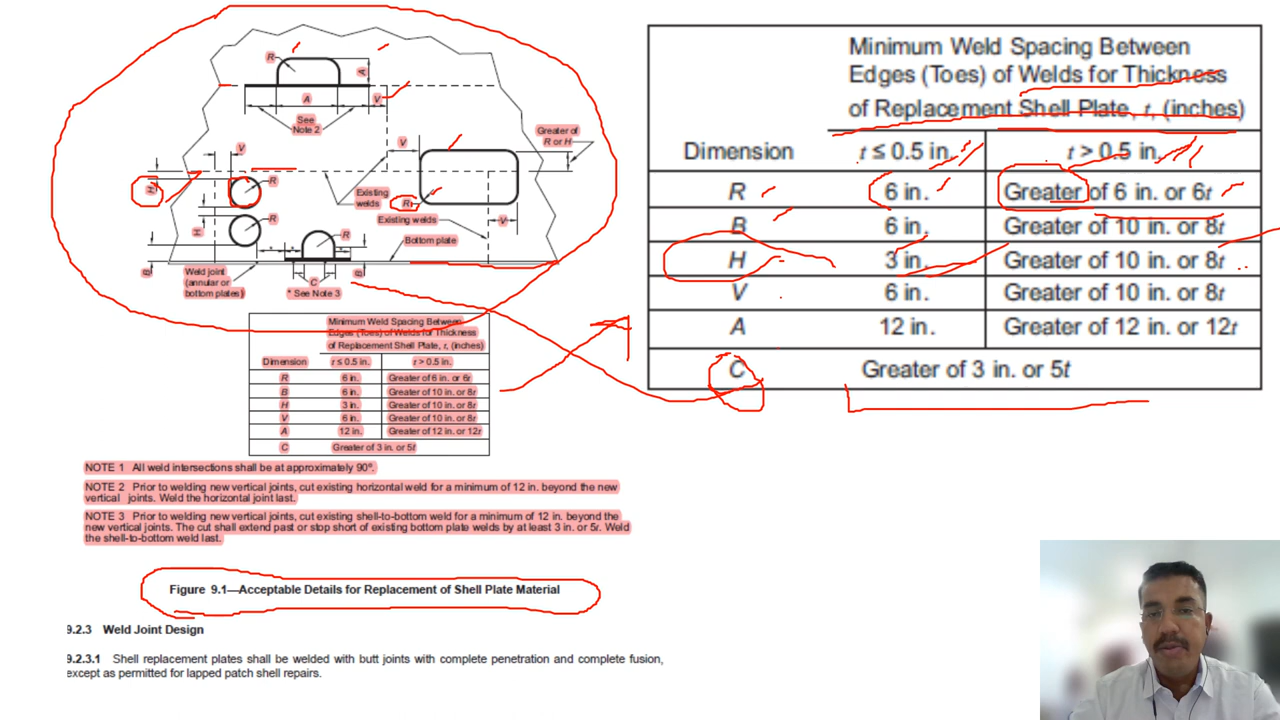 R
A
A
V
See
Note 2
Greater of
R or H
V
V
H
R
Existing
welds
R
H
R
Existing welds
V
R
Bottom plate
B
B
Weld joint
(annular or
bottom plates)
C
* See Note 3
Minimum Weld Spacing Between
Edges (Toes) of Welds for Thickness
of Replacement Shell Plate, t, (inches)
Dimension t ≤ 0.5 in. t > 0.5 in.
R 6 in. Greater of 6 in. or 6t
B 6 in. Greater of 10 in. or 8t
H 3 in. Greater of 10 in. or 8t
V 6 in. Greater of 10 in. or 8t
A 12 in. Greater of 12 in. or 12t
C Greater of 3 in. or 5t
NOTE 1 All weld intersections shall be at approximately 90°.
NOTE 2 Prior to welding new vertical joints, cut existing horizontal weld for a minimum of 12 in. beyond the new
vertical joints. Weld the horizontal joint last.
NOTE 3 Prior to welding new vertical joints, cut existing shell-to-bottom weld for a minimum of 12 in. beyond the
new vertical joints. The cut shall extend past or stop short of existing bottom plate welds by at least 3 in. or 5t. Weld
the shell-to-bottom weld last.
Figure 9.1—Acceptable Details for Replacement of Shell Plate Material
9.2.3 Weld Joint Design
9.2.3.1 Shell replacement plates shall be welded with butt joints with complete penetration and complete fusion,
except as permitted for lapped patch shell repairs.
Minimum Weld Spacing Between
Edges (Toes) of Welds for Thickness
of Replacement Shell Plate, t, (inches)
Dimension t ≤ 0.5 in. t > 0.5 in.
R 6 in. Greater of 6 in. or 6t
B 6 in. Greater of 10 in. or 8t
H 3 in. Greater of 10 in. or 8t
V 6 in. Greater of 10 in. or 8t
A 12 in. Greater of 12 in. or 12t
C Greater of 3 in. or 5t